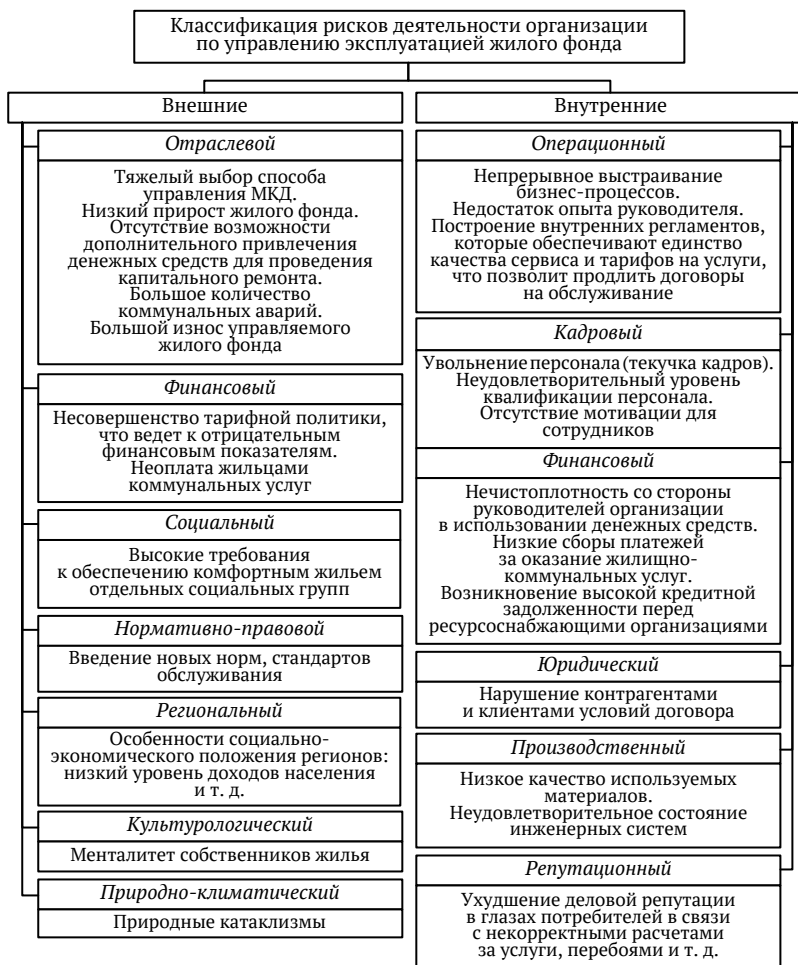 Классификация рисков деятельности организации
по управлению эксплуатацией жилого фонда
Внешние
Отраслевой
Тяжелый выбор способа
управления МКД.
Низкий прирост жилого фонда.
Отсутствие возможности
дополнительного привлечения
денежных средств для проведения
капитального ремонта.
Большое количество
коммунальных аварий.
Большой износ управляемого
жилого фонда
Финансовый
Несовершенство тарифной политики,
что ведет к отрицательным
финансовым показателям.
Неоплата жильцами
коммунальных услуг
Социальный
Высокие требования
к обеспечению комфортным жильем
отдельных социальных групп
Нормативно-правовой
Введение новых норм, стандартов
обслуживания
Региональный
Особенности социально-
экономического положения регионов:
низкий уровень доходов населения
и т. д.
Культурологический
Менталитет собственников жилья
Природно-климатический
Природные катаклизмы
Внутренние
Операционный
Непрерывное выстраивание
бизнес-процессов.
Недостаток опыта руководителя.
Построение внутренних регламентов,
которые обеспечивают единство
качества сервиса и тарифов на услуги,
что позволит продлить договоры
на обслуживание
Кадровый
Увольнение персонала (текучка кадров).
Неудовлетворительный уровень
квалификации персонала.
Отсутствие мотивации для
сотрудников
Финансовый
Нечистоплотность со стороны
руководителей организации
в использовании денежных средств.
Низкие сборы платежей
за оказание жилищно-
коммунальных услуг.
Возникновение высокой кредитной
задолженности перед
ресурсоснабжающими организациями
Юридический
Нарушение контрагентами
и клиентами условий договора
Производственный
Низкое качество используемых
материалов.
Неудовлетворительное состояние
инженерных систем
Репутационный
Ухудшение деловой репутации
в глазах потребителей в связи
с некорректными расчетами
за услуги, перебоями и т. д.